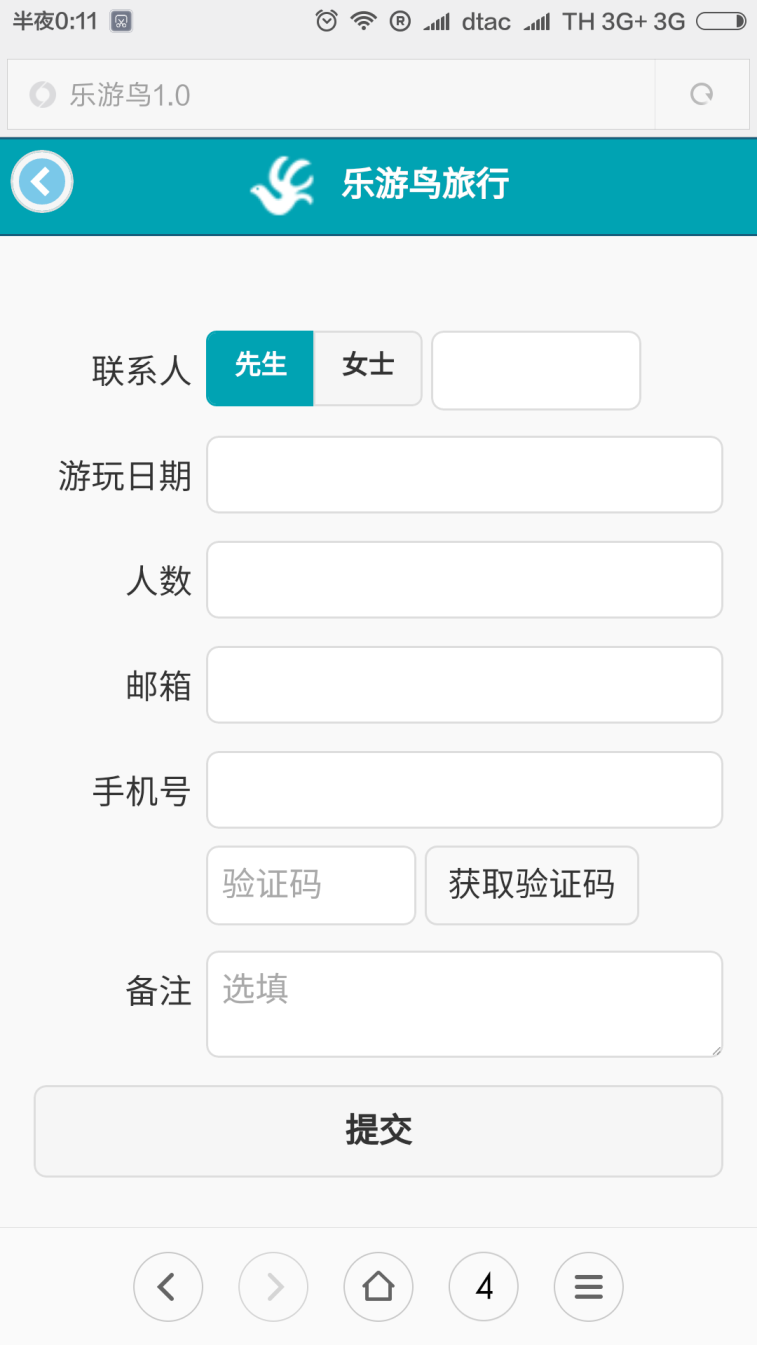 半夜0:11 R dtac TH 3G+ 3G
乐游鸟1.0
乐游鸟旅行
联系人 先生 女士
游玩日期
人数
邮箱
手机号
验证码 获取验证码
备注 选填
提交
4